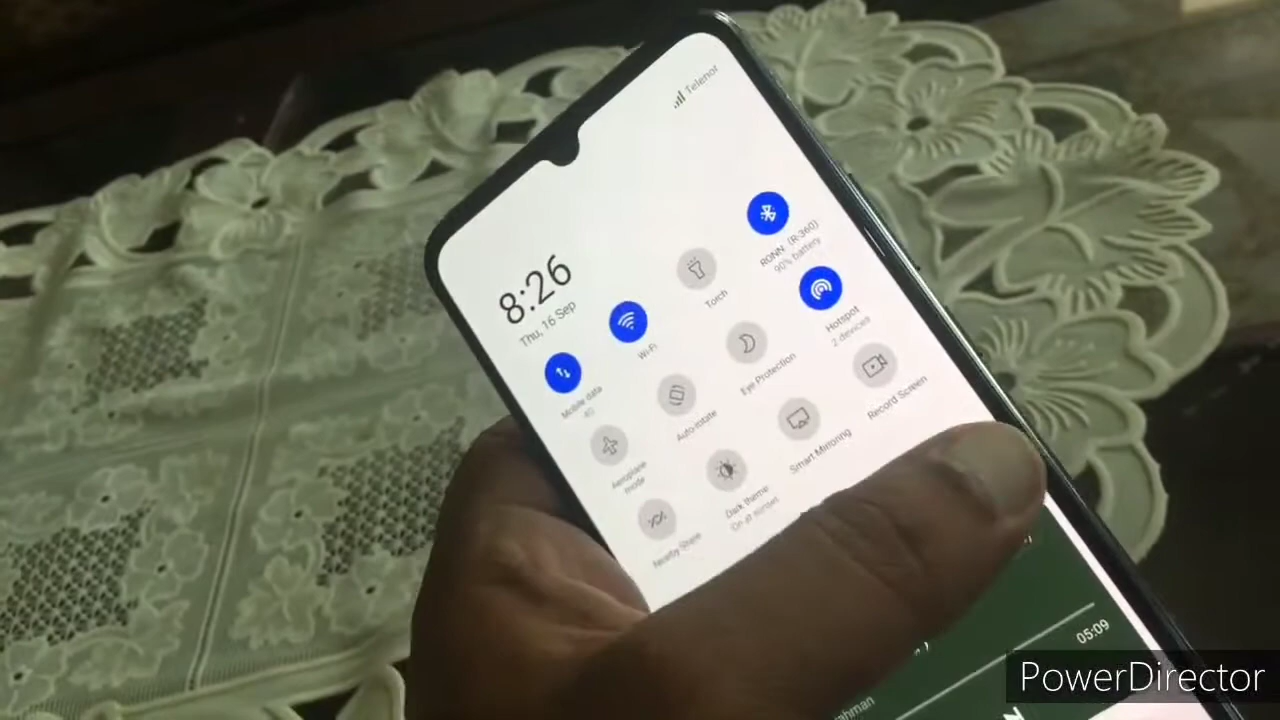 Telenor
8:26
Thu, 16 Sep
Mobile data
4G
Wi-Fi
Torch
RONN (R-360)
90% battery
Aeroplane
mode
Auto-rotate
Eye Protection
Hotspot
2 devices
Nearby Share
Dark theme
On at sunset
Smart Mirroring
Record Screen
05:09
PowerDirector